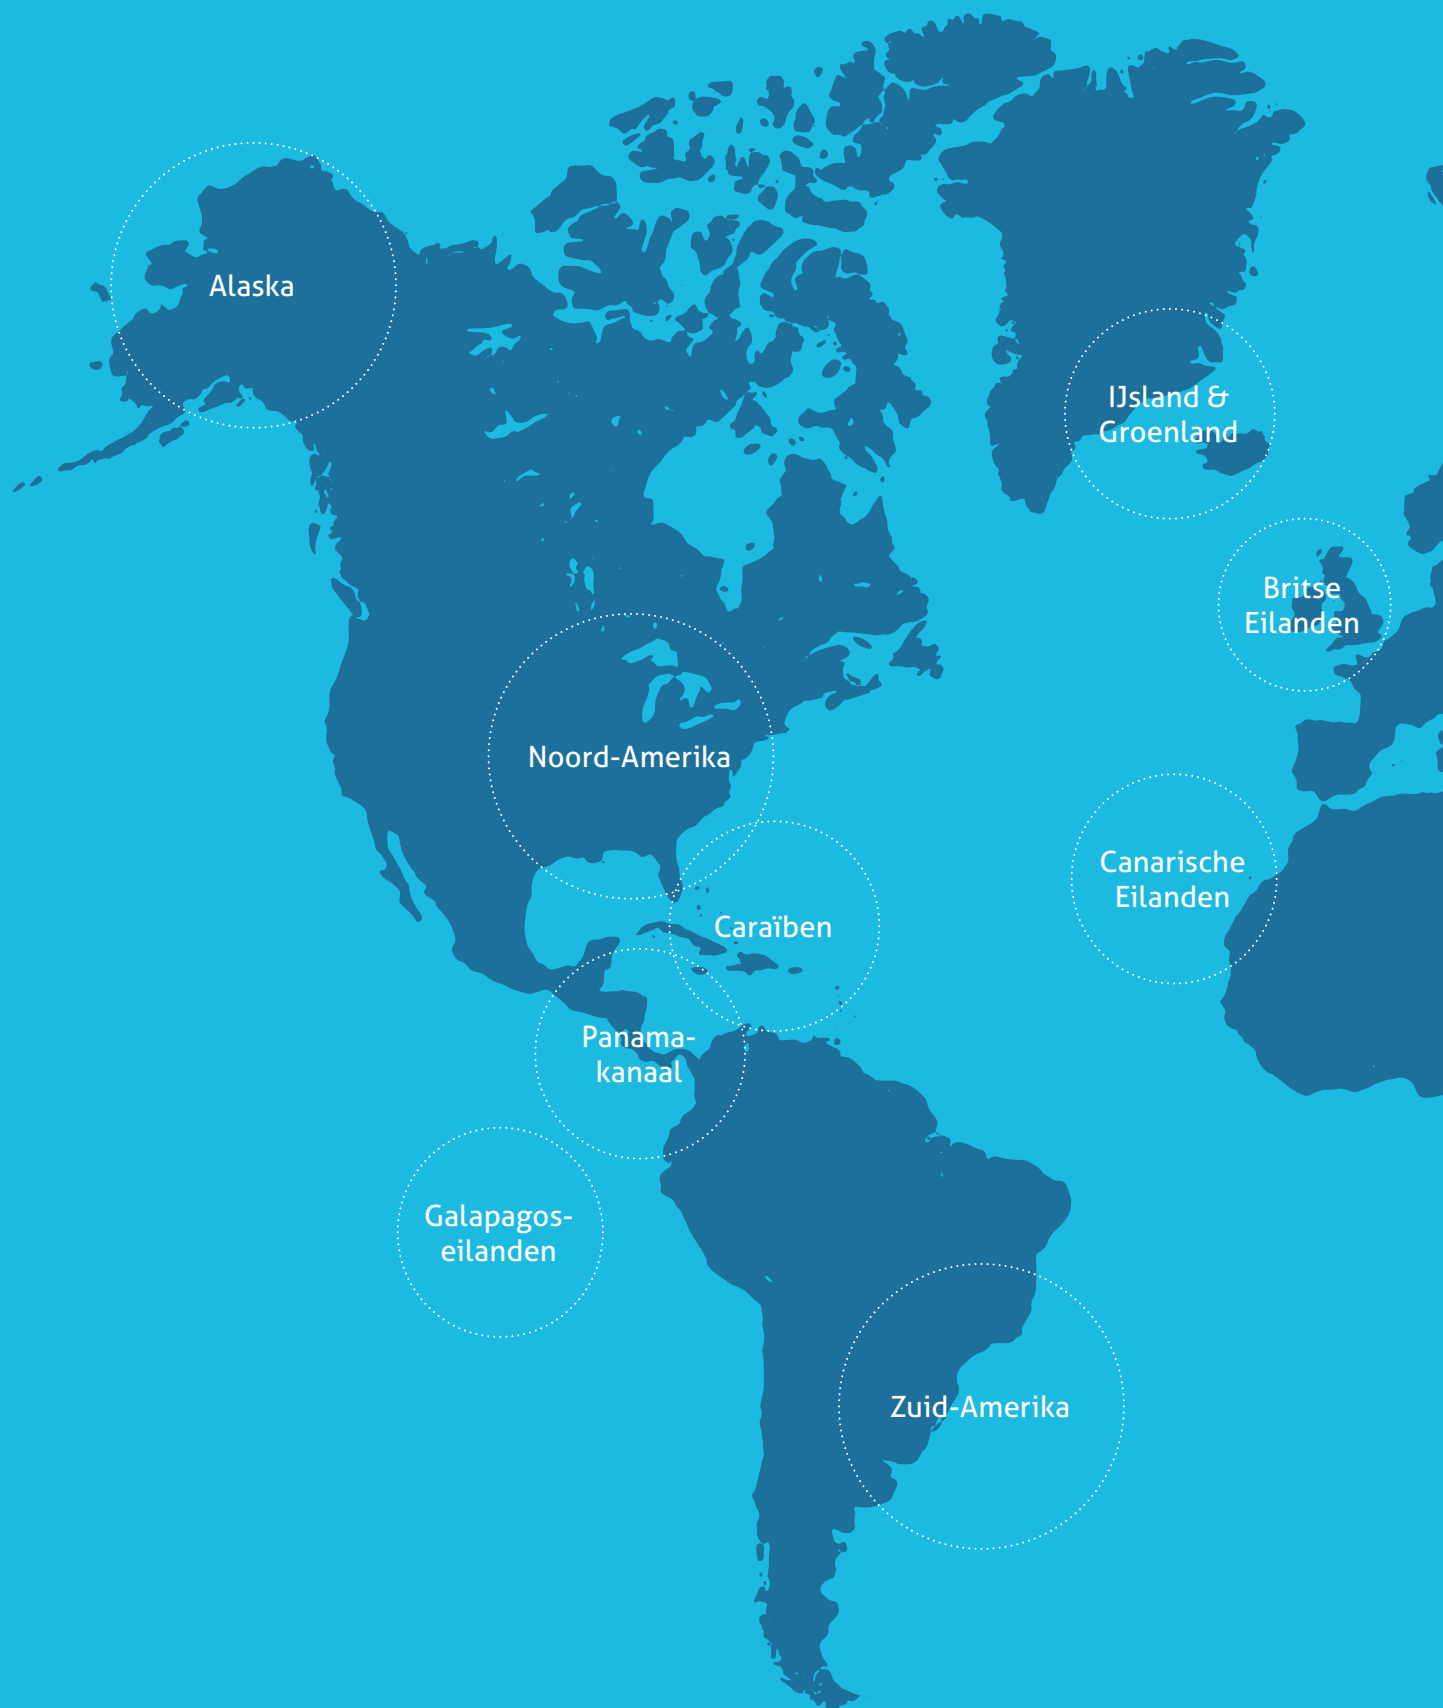 Alaska
IJsland &
Groenland
Britse
Eilanden
Noord-Amerika
Canarische
Eilanden
Caraïben
Panama-
kanaal
Galapagos-
eilanden
Zuid-Amerika